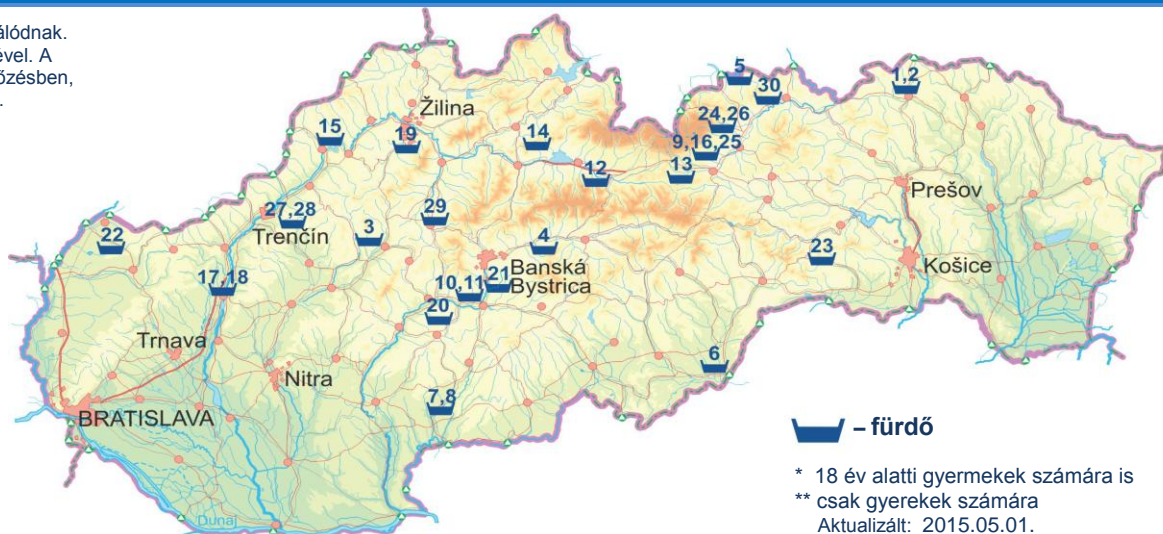 álódnak.
ével. A
őzésben,
.
5
30
1,2
Žilina
15
19
14
24,26
9,16,25
12
13
Prešov
27,28
Trenčín
29
3
22
4
23
Košice
17,18
10,11
21
Banská
Bystrica
20
Trnava
6
Nitra
7,8
BRATISLAVA
– fürdő
* 18 év alatti gyermekek számára is
** csak gyerekek számára
Aktualizált: 2015.05.01.
Dunaj